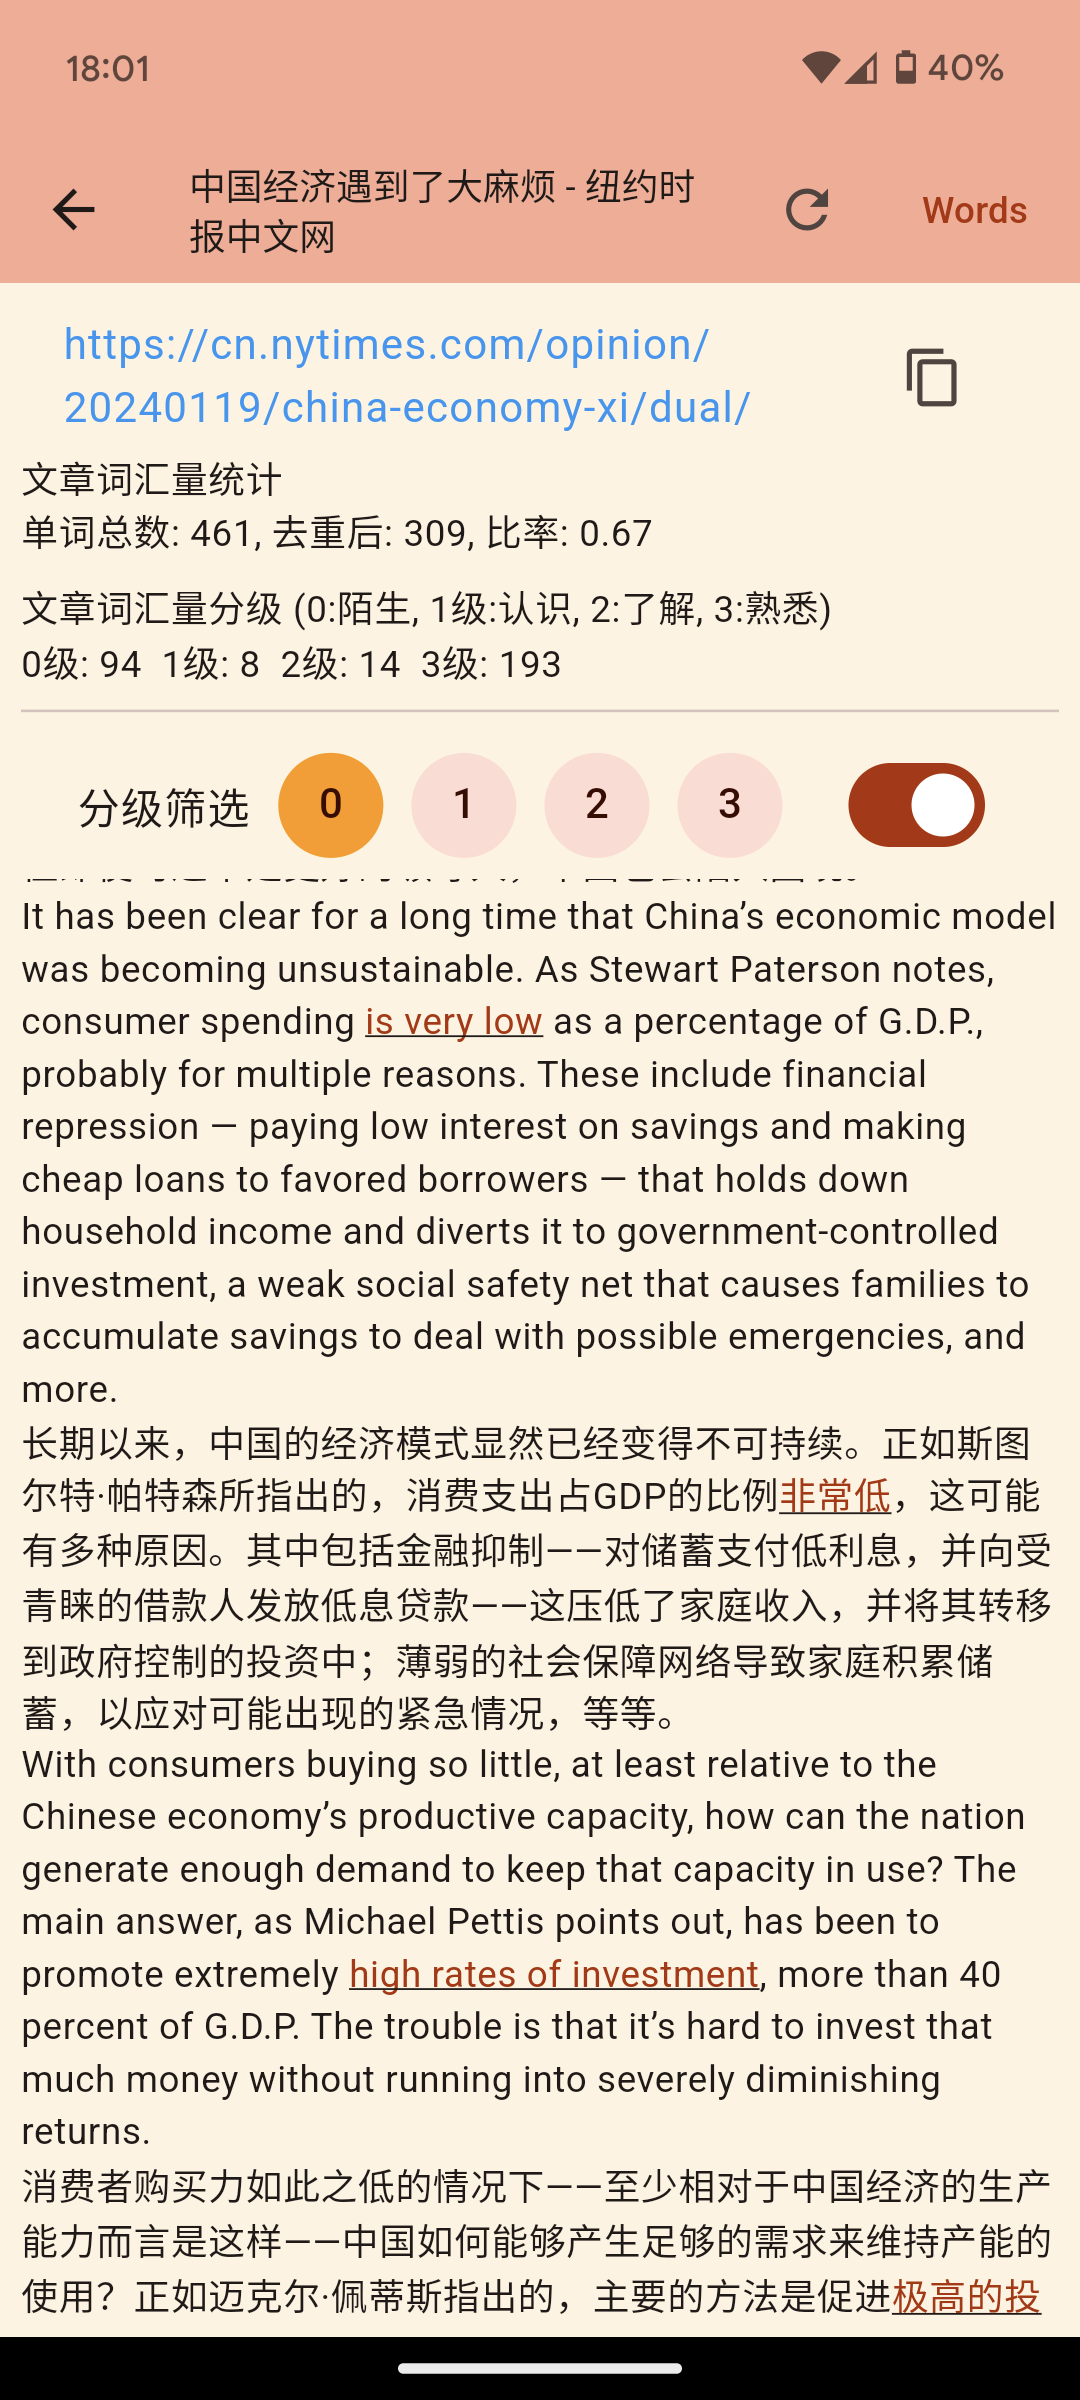 18:01
40%
中国经济遇到了大麻烦 - 纽约时
报中文网
Words
https://cn.nytimes.com/opinion/
20240119/china-economy-xi/dual/
文章词汇量统计
单词总数: 461, 去重后: 309, 比率: 0.67
文章词汇量分级 (0:陌生, 1级:认识, 2:了解, 3:熟悉)
0级: 94  1级: 8  2级: 14  3级: 193
分级筛选 0 1 2 3
It has been clear for a long time that China’s economic model
was becoming unsustainable. As Stewart Paterson notes,
consumer spending is very low as a percentage of G.D.P.,
probably for multiple reasons. These include financial
repression — paying low interest on savings and making
cheap loans to favored borrowers — that holds down
household income and diverts it to government-controlled
investment, a weak social safety net that causes families to
accumulate savings to deal with possible emergencies, and
more.
长期以来，中国的经济模式显然已经变得不可持续。正如斯图
尔特·帕特森所指出的，消费支出占GDP的比例非常低，这可能
有多种原因。其中包括金融抑制——对储蓄支付低利息，并向受
青睐的借款人发放低息贷款——这压低了家庭收入，并将其转移
到政府控制的投资中；薄弱的社会保障网络导致家庭积累储
蓄，以应对可能出现的紧急情况，等等。
With consumers buying so little, at least relative to the
Chinese economy’s productive capacity, how can the nation
generate enough demand to keep that capacity in use? The
main answer, as Michael Pettis points out, has been to
promote extremely high rates of investment, more than 40
percent of G.D.P. The trouble is that it’s hard to invest that
much money without running into severely diminishing
returns.
消费者购买力如此之低的情况下——至少相对于中国经济的生产
能力而言是这样——中国如何能够产生足够的需求来维持产能的
使用？正如迈克尔·佩蒂斯指出的，主要的方法是促进极高的投